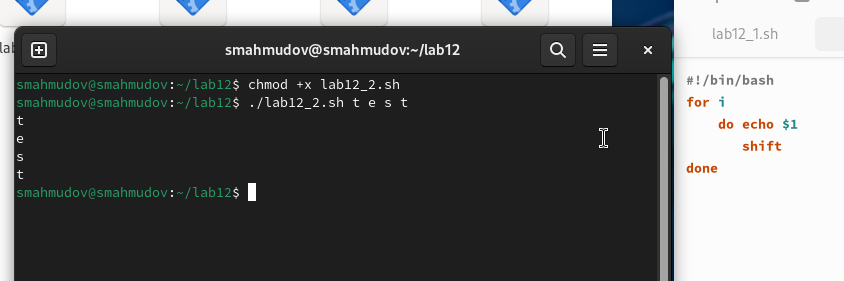 lab
smahmudov@smahmudov:~/lab12
smahmudov@smahmudov:~/lab12$ chmod +x lab12_2.sh
smahmudov@smahmudov:~/lab12$ ./lab12_2.sh t e s t
t
e
s
t
smahmudov@smahmudov:~/lab12$
lab12_1.sh
#!/bin/bash
for i
do echo $1
shift
done